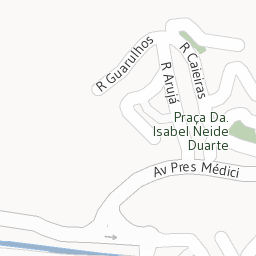 R Guarulhos
R Arujá
R Caieiras
Praça Da.
Isabel Neide
Duarte
Av Pres Médici